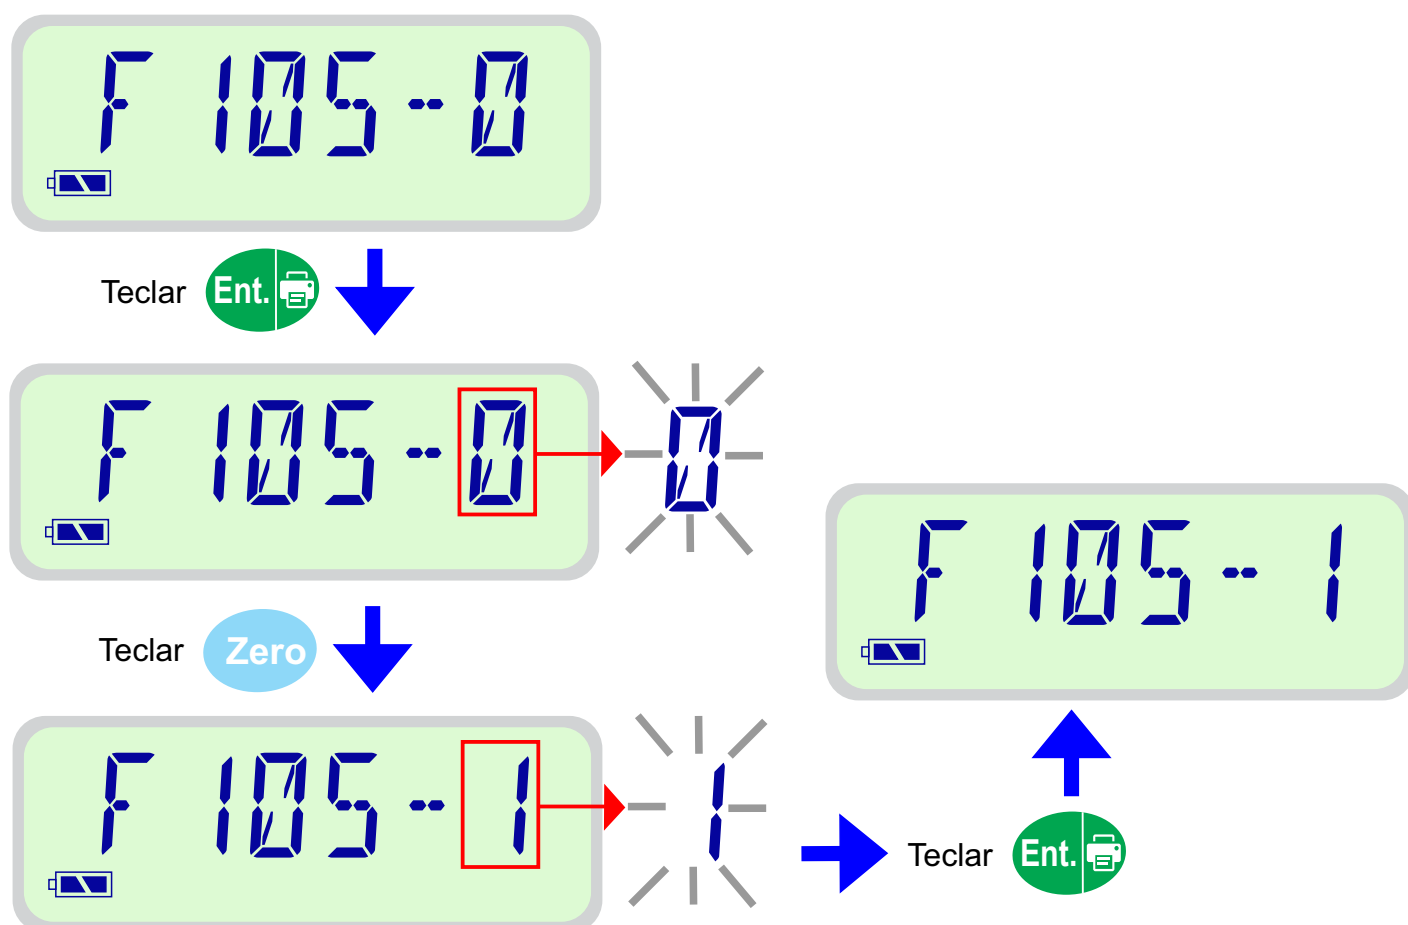 F 105-0
Teclar Ent.
F 105-0 0
Teclar Zero
F 105-1 1
Teclar Ent.
F 105-1